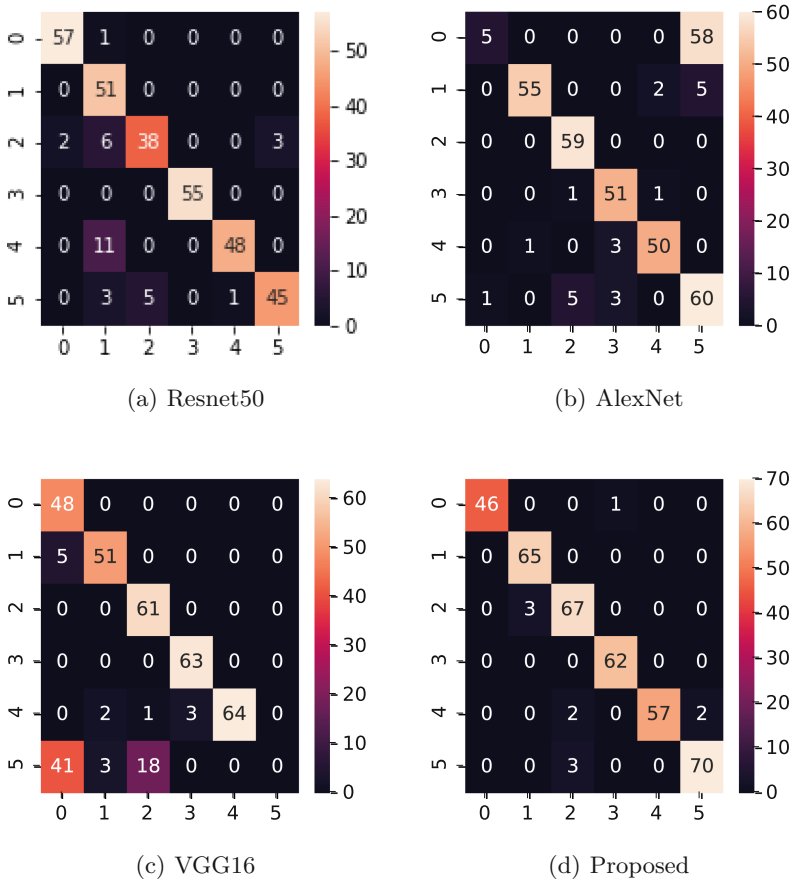 0 57 1 0 0 0 0
1 0 51 0 0 0 0
2 2 6 38 0 0 3
3 0 0 0 55 0 0
4 0 11 0 0 48 0
5 0 3 5 0 1 45
0 1 2 3 4 5
50
40
30
20
10
0
(a) Resnet50
0 5 0 0 0 0 58
1 0 55 0 0 2 5
2 0 0 59 0 0 0
3 0 0 1 51 1 0
4 0 1 0 3 50 0
5 1 0 5 3 0 60
0 1 2 3 4 5
60
50
40
30
20
10
0
(b) AlexNet
0 48 0 0 0 0 0
1 5 51 0 0 0 0
2 0 0 61 0 0 0
3 0 0 0 63 0 0
4 0 2 1 3 64 0
5 41 3 18 0 0 0
0 1 2 3 4 5
60
50
40
30
20
10
0
(c) VGG16
0 46 0 0 1 0 0
1 0 65 0 0 0 0
2 0 3 67 0 0 0
3 0 0 0 62 0 0
4 0 0 2 0 57 2
5 0 0 3 0 0 70
0 1 2 3 4 5
70
60
50
40
30
20
10
0
(d) Proposed